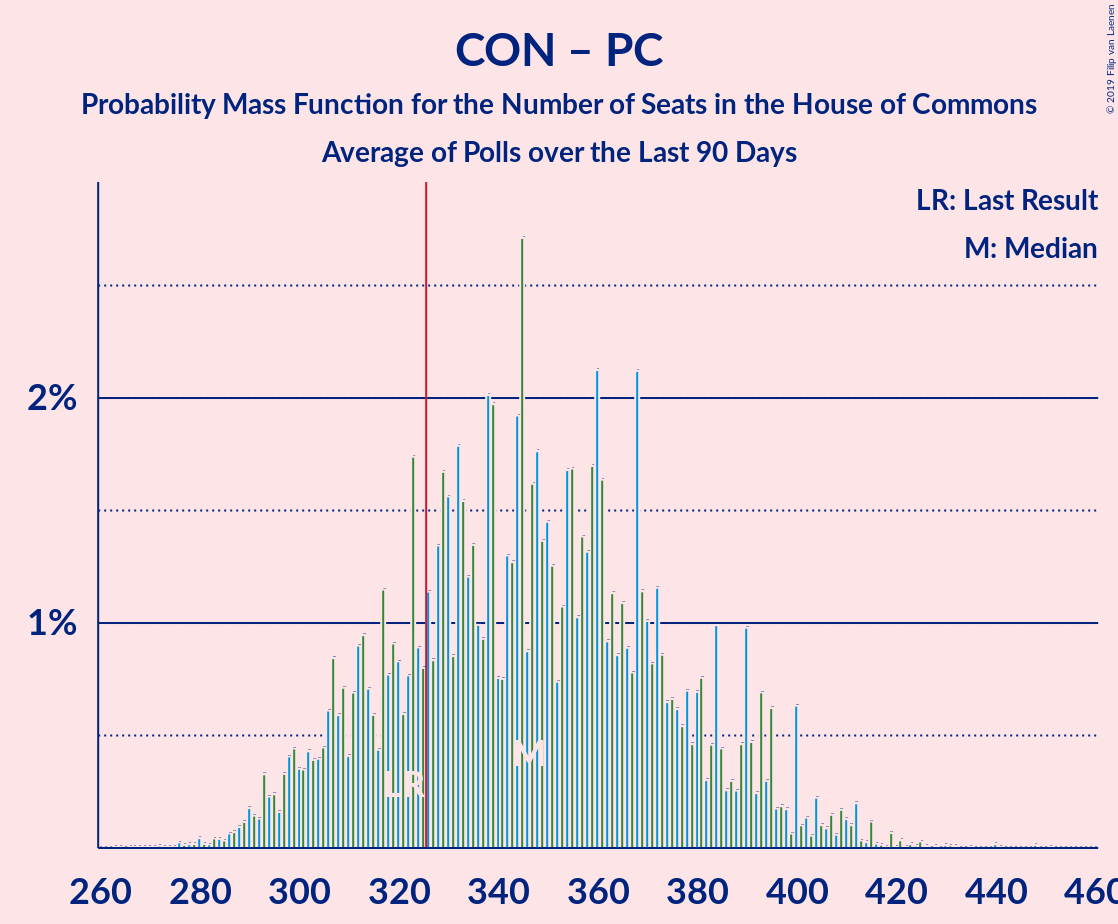 CON – PC
Probability Mass Function for the Number of Seats in the House of Commons
Average of Polls over the Last 90 Days
© 2019 Filip van Laenen
LR: Last Result
M: Median
2%
1%
LR
M
260 280 300 320 340 360 380 400 420 440 460